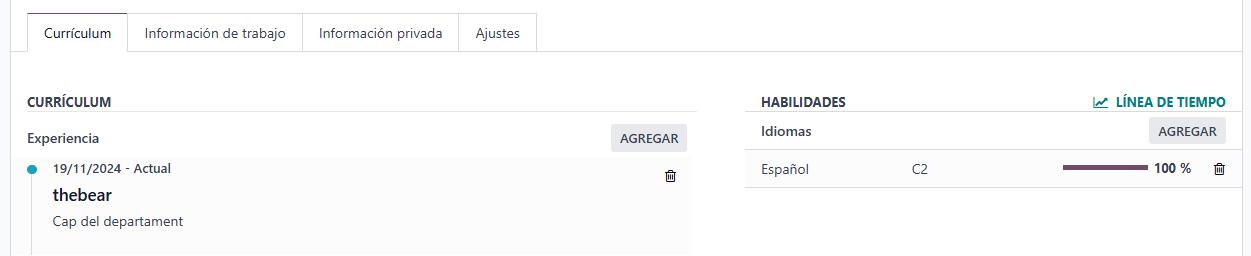 Currículum Información de trabajo Información privada Ajustes
CURRÍCULUM
Experiencia AGREGAR
19/11/2024 - Actual
thebear
Cap del departament
HABILIDADES LÍNEA DE TIEMPO
Idiomas AGREGAR
Español C2 100 %